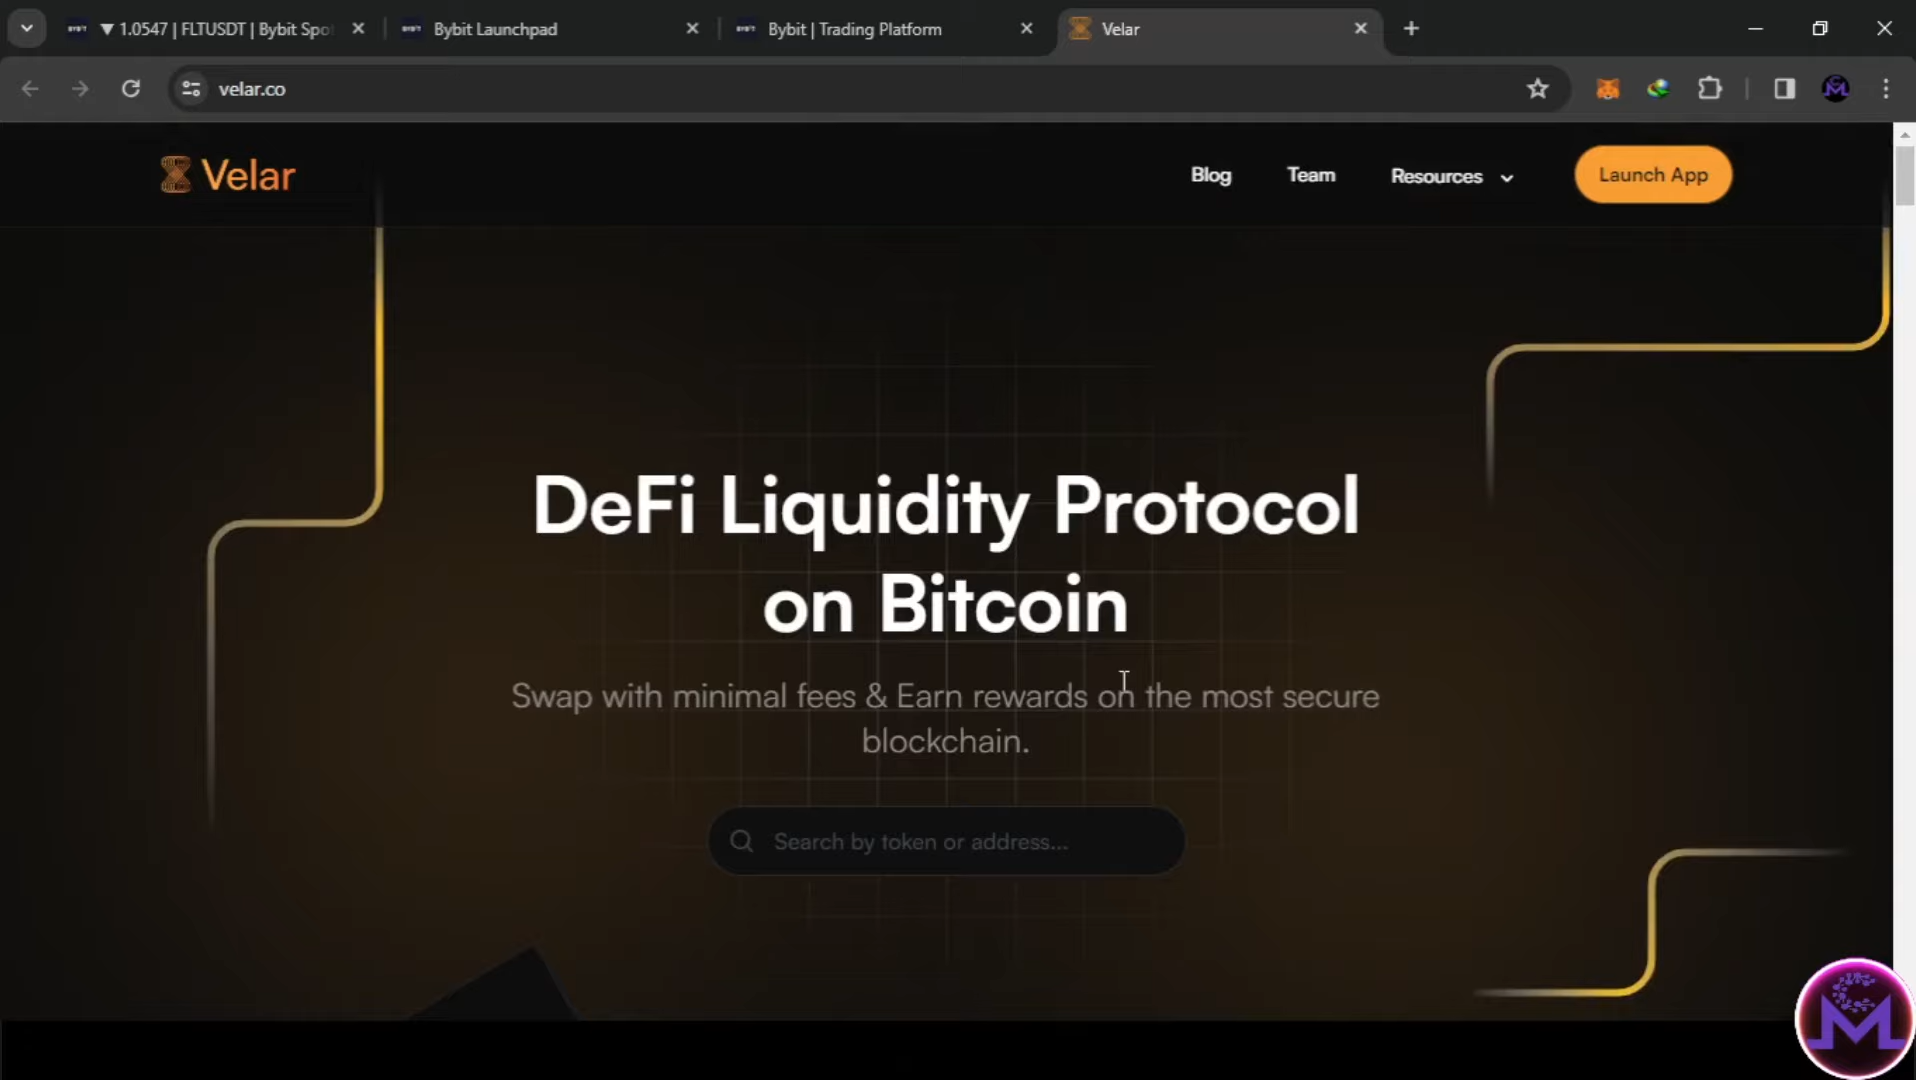 ▼ 1.0547 | FLTUSDT | Bybit Spo
Bybit Launchpad
Bybit | Trading Platform
Velar
velar.co
Velar
Blog
Team
Resources
Launch App
DeFi Liquidity Protocol
on Bitcoin
Swap with minimal fees & Earn rewards on the most secure
blockchain.
Search by token or address...